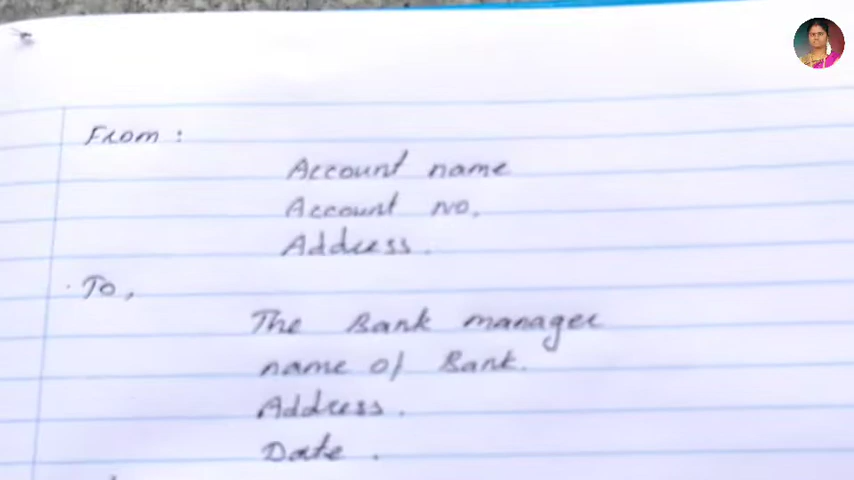 From :
Account name
Account no.
Address.
To,
The Bank manager
name of Bank.
Address.
Date.